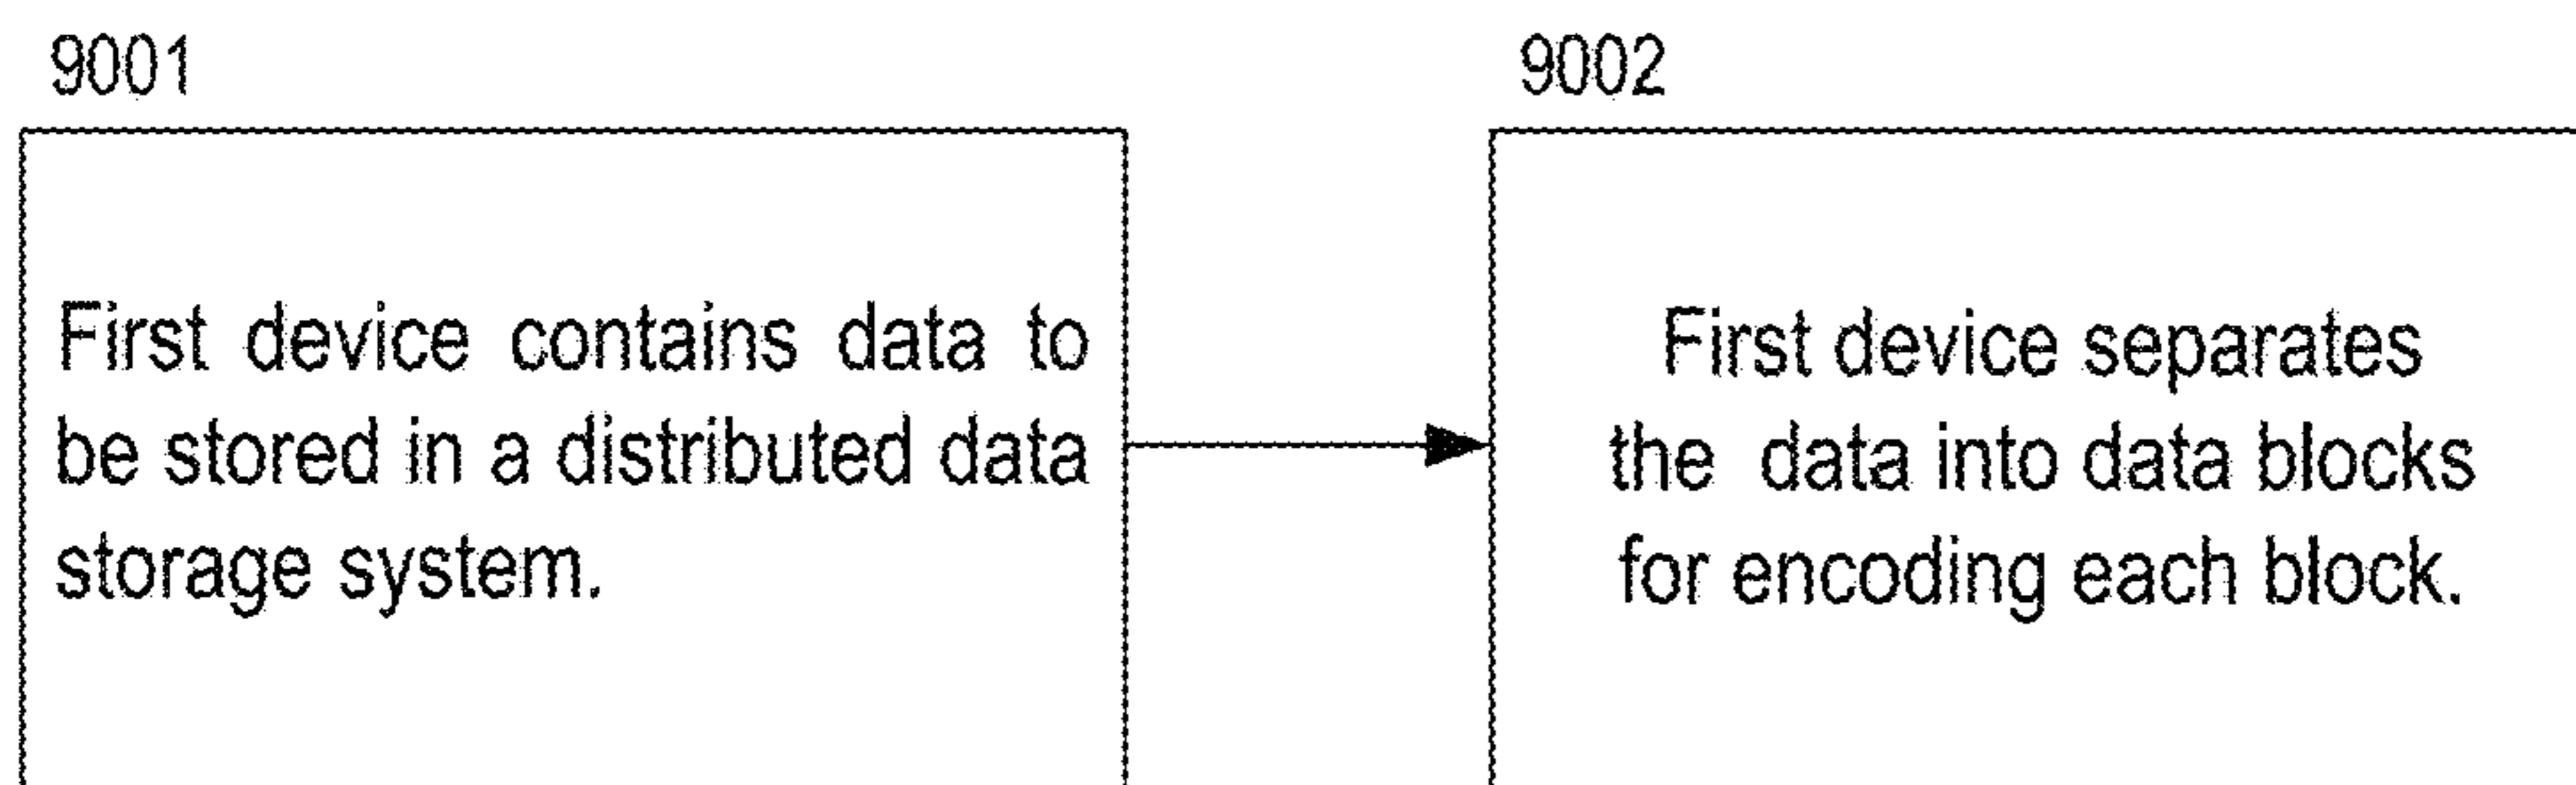 9001
First device contains data to
be stored in a distributed data
storage system.
9002
First device separates
the data into data blocks
for encoding each block.